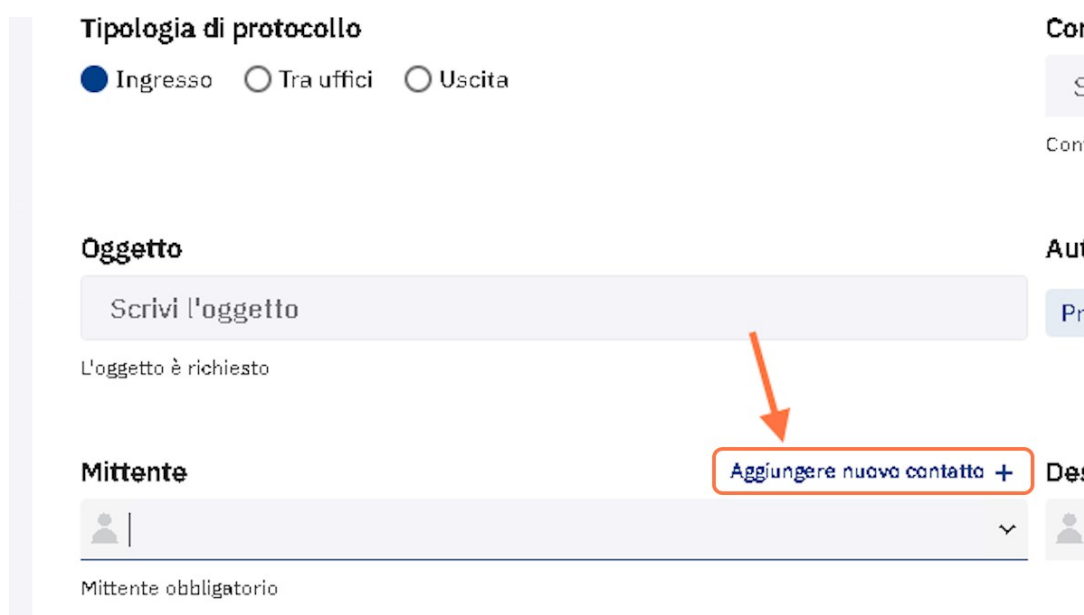 Tipologia di protocollo
Ingresso Tra uffici Uscita
Oggetto
Scrivi l'oggetto
L'oggetto è richiesto
Mittente
Aggiungere nuovo contatto +
Mittente obbligatorio